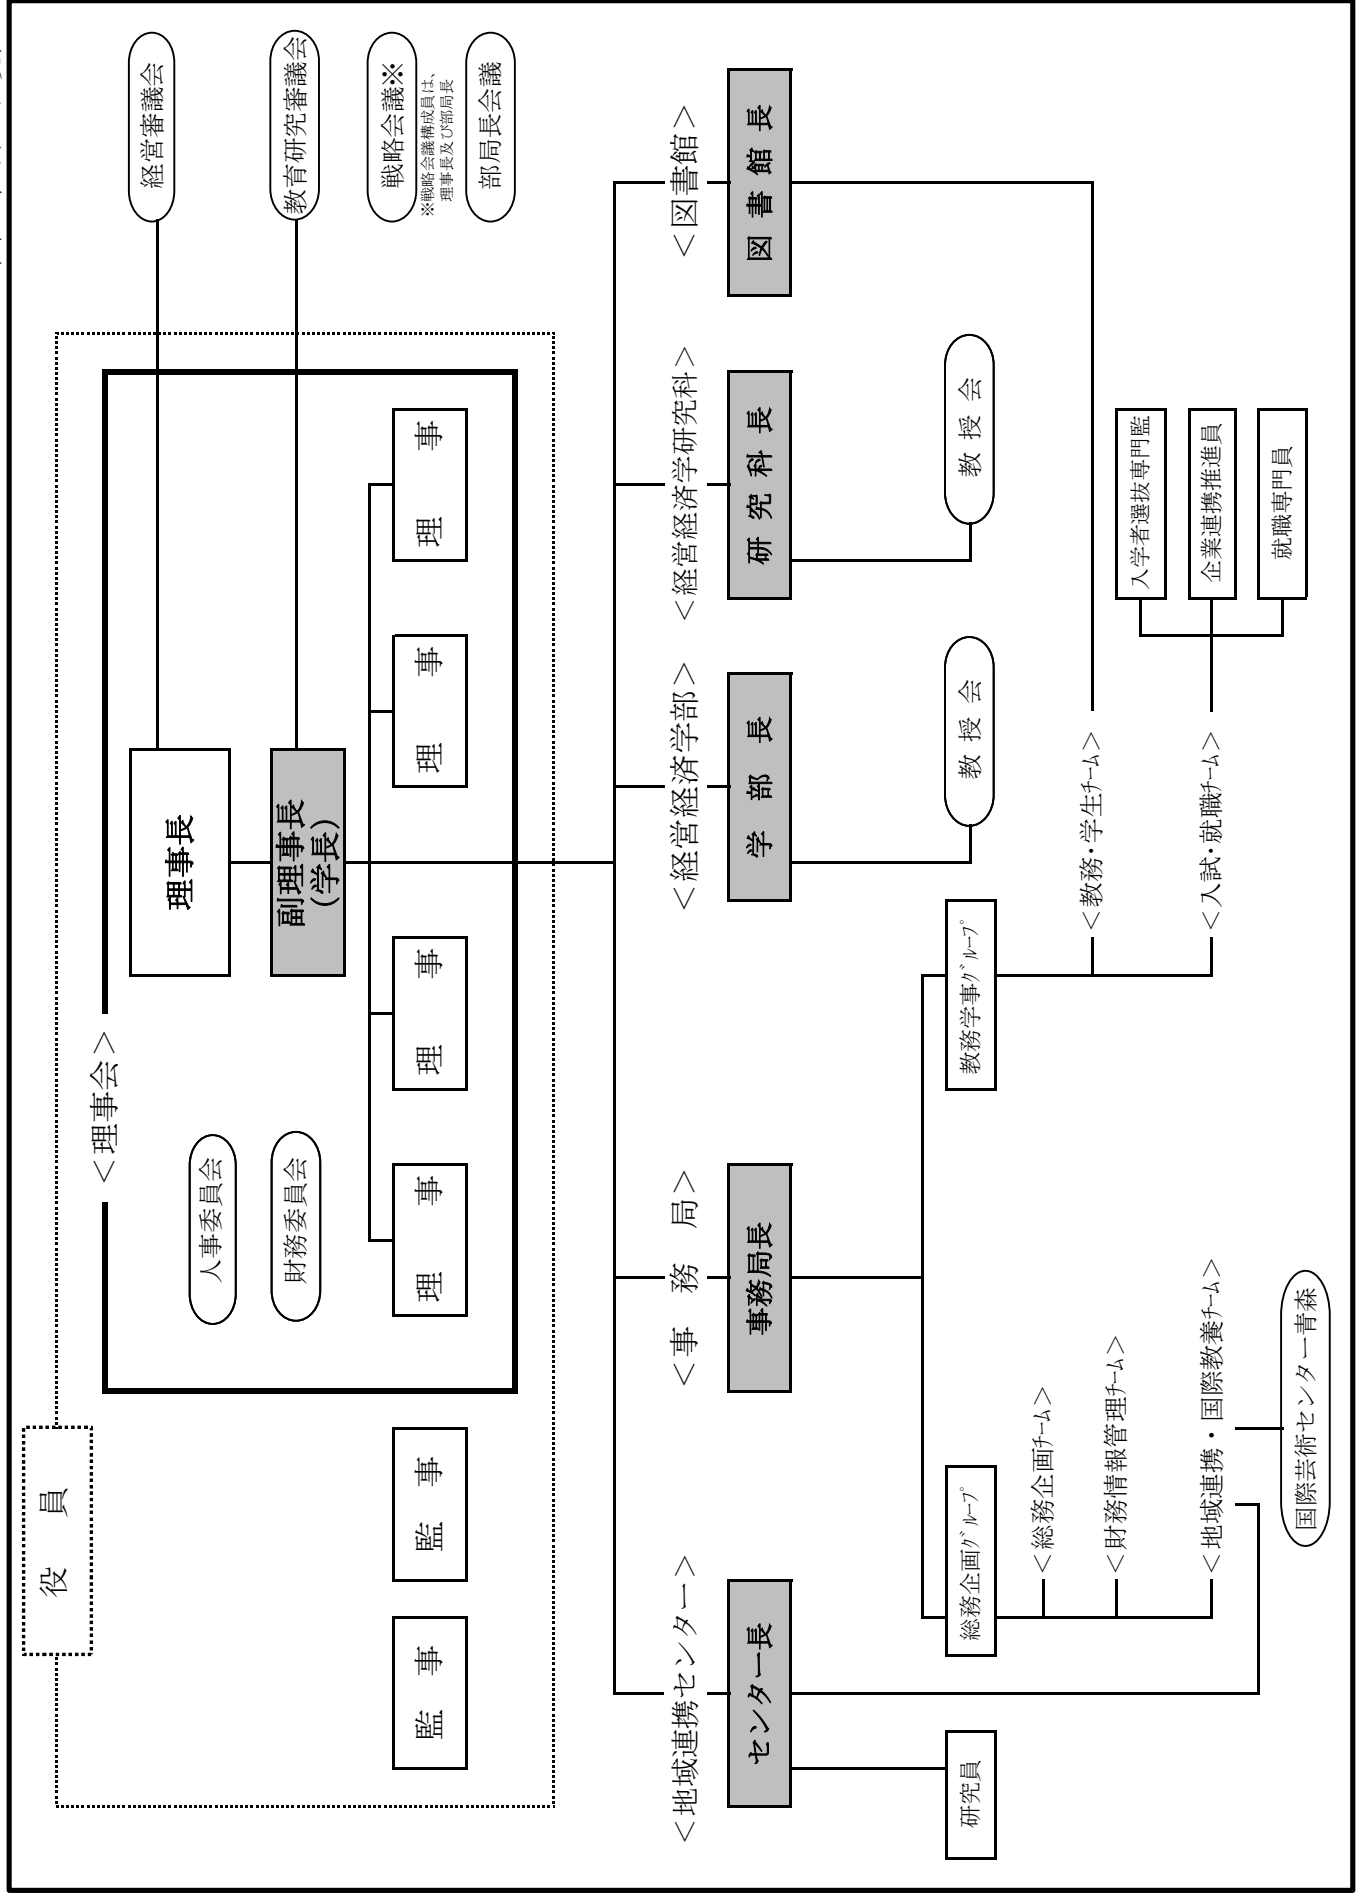 役員
＜理事会＞
理事長
副理事長
（学長）
経営審議会
教育研究審議会
戦略会議※
※戦略会議構成員は、
理事長及び部局長
部局長会議
人事委員会
財務委員会
監事
監事
理事
理事
理事
理事
＜地域連携センター＞
＜事務局＞
＜経営経済学部＞
＜経営経済学研究科＞
＜図書館＞
センター長
事務局長
学部長
研究科長
図書館長
研究員
総務企画ｸﾞﾙｰﾌﾟ
教務学事ｸﾞﾙｰﾌﾟ
教授会
教授会
＜総務企画ﾁｰﾑ＞
＜財務情報管理ﾁｰﾑ＞
＜地域連携・国際教養ﾁｰﾑ＞
国際芸術センター青森
＜教務・学生ﾁｰﾑ＞
＜入試・就職ﾁｰﾑ＞
入学者選抜専門監
企業連携推進員
就職専門員